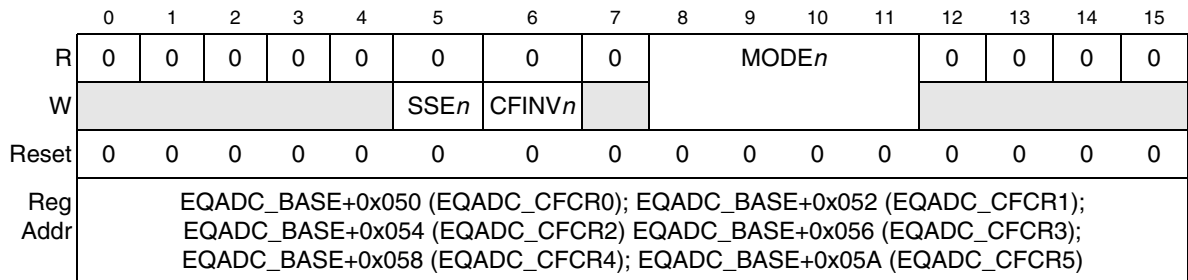 0 1 2 3 4 5 6 7 8 9 10 11 12 13 14 15
R 0 0 0 0 0 0 0 0 MODEn 0 0 0 0
W SSEn CFINVn
Reset 0 0 0 0 0 0 0 0 0 0 0 0 0 0 0 0
Reg Addr
EQADC_BASE+0x050 (EQADC_CFCR0); EQADC_BASE+0x052 (EQADC_CFCR1);
EQADC_BASE+0x054 (EQADC_CFCR2) EQADC_BASE+0x056 (EQADC_CFCR3);
EQADC_BASE+0x058 (EQADC_CFCR4); EQADC_BASE+0x05A (EQADC_CFCR5)